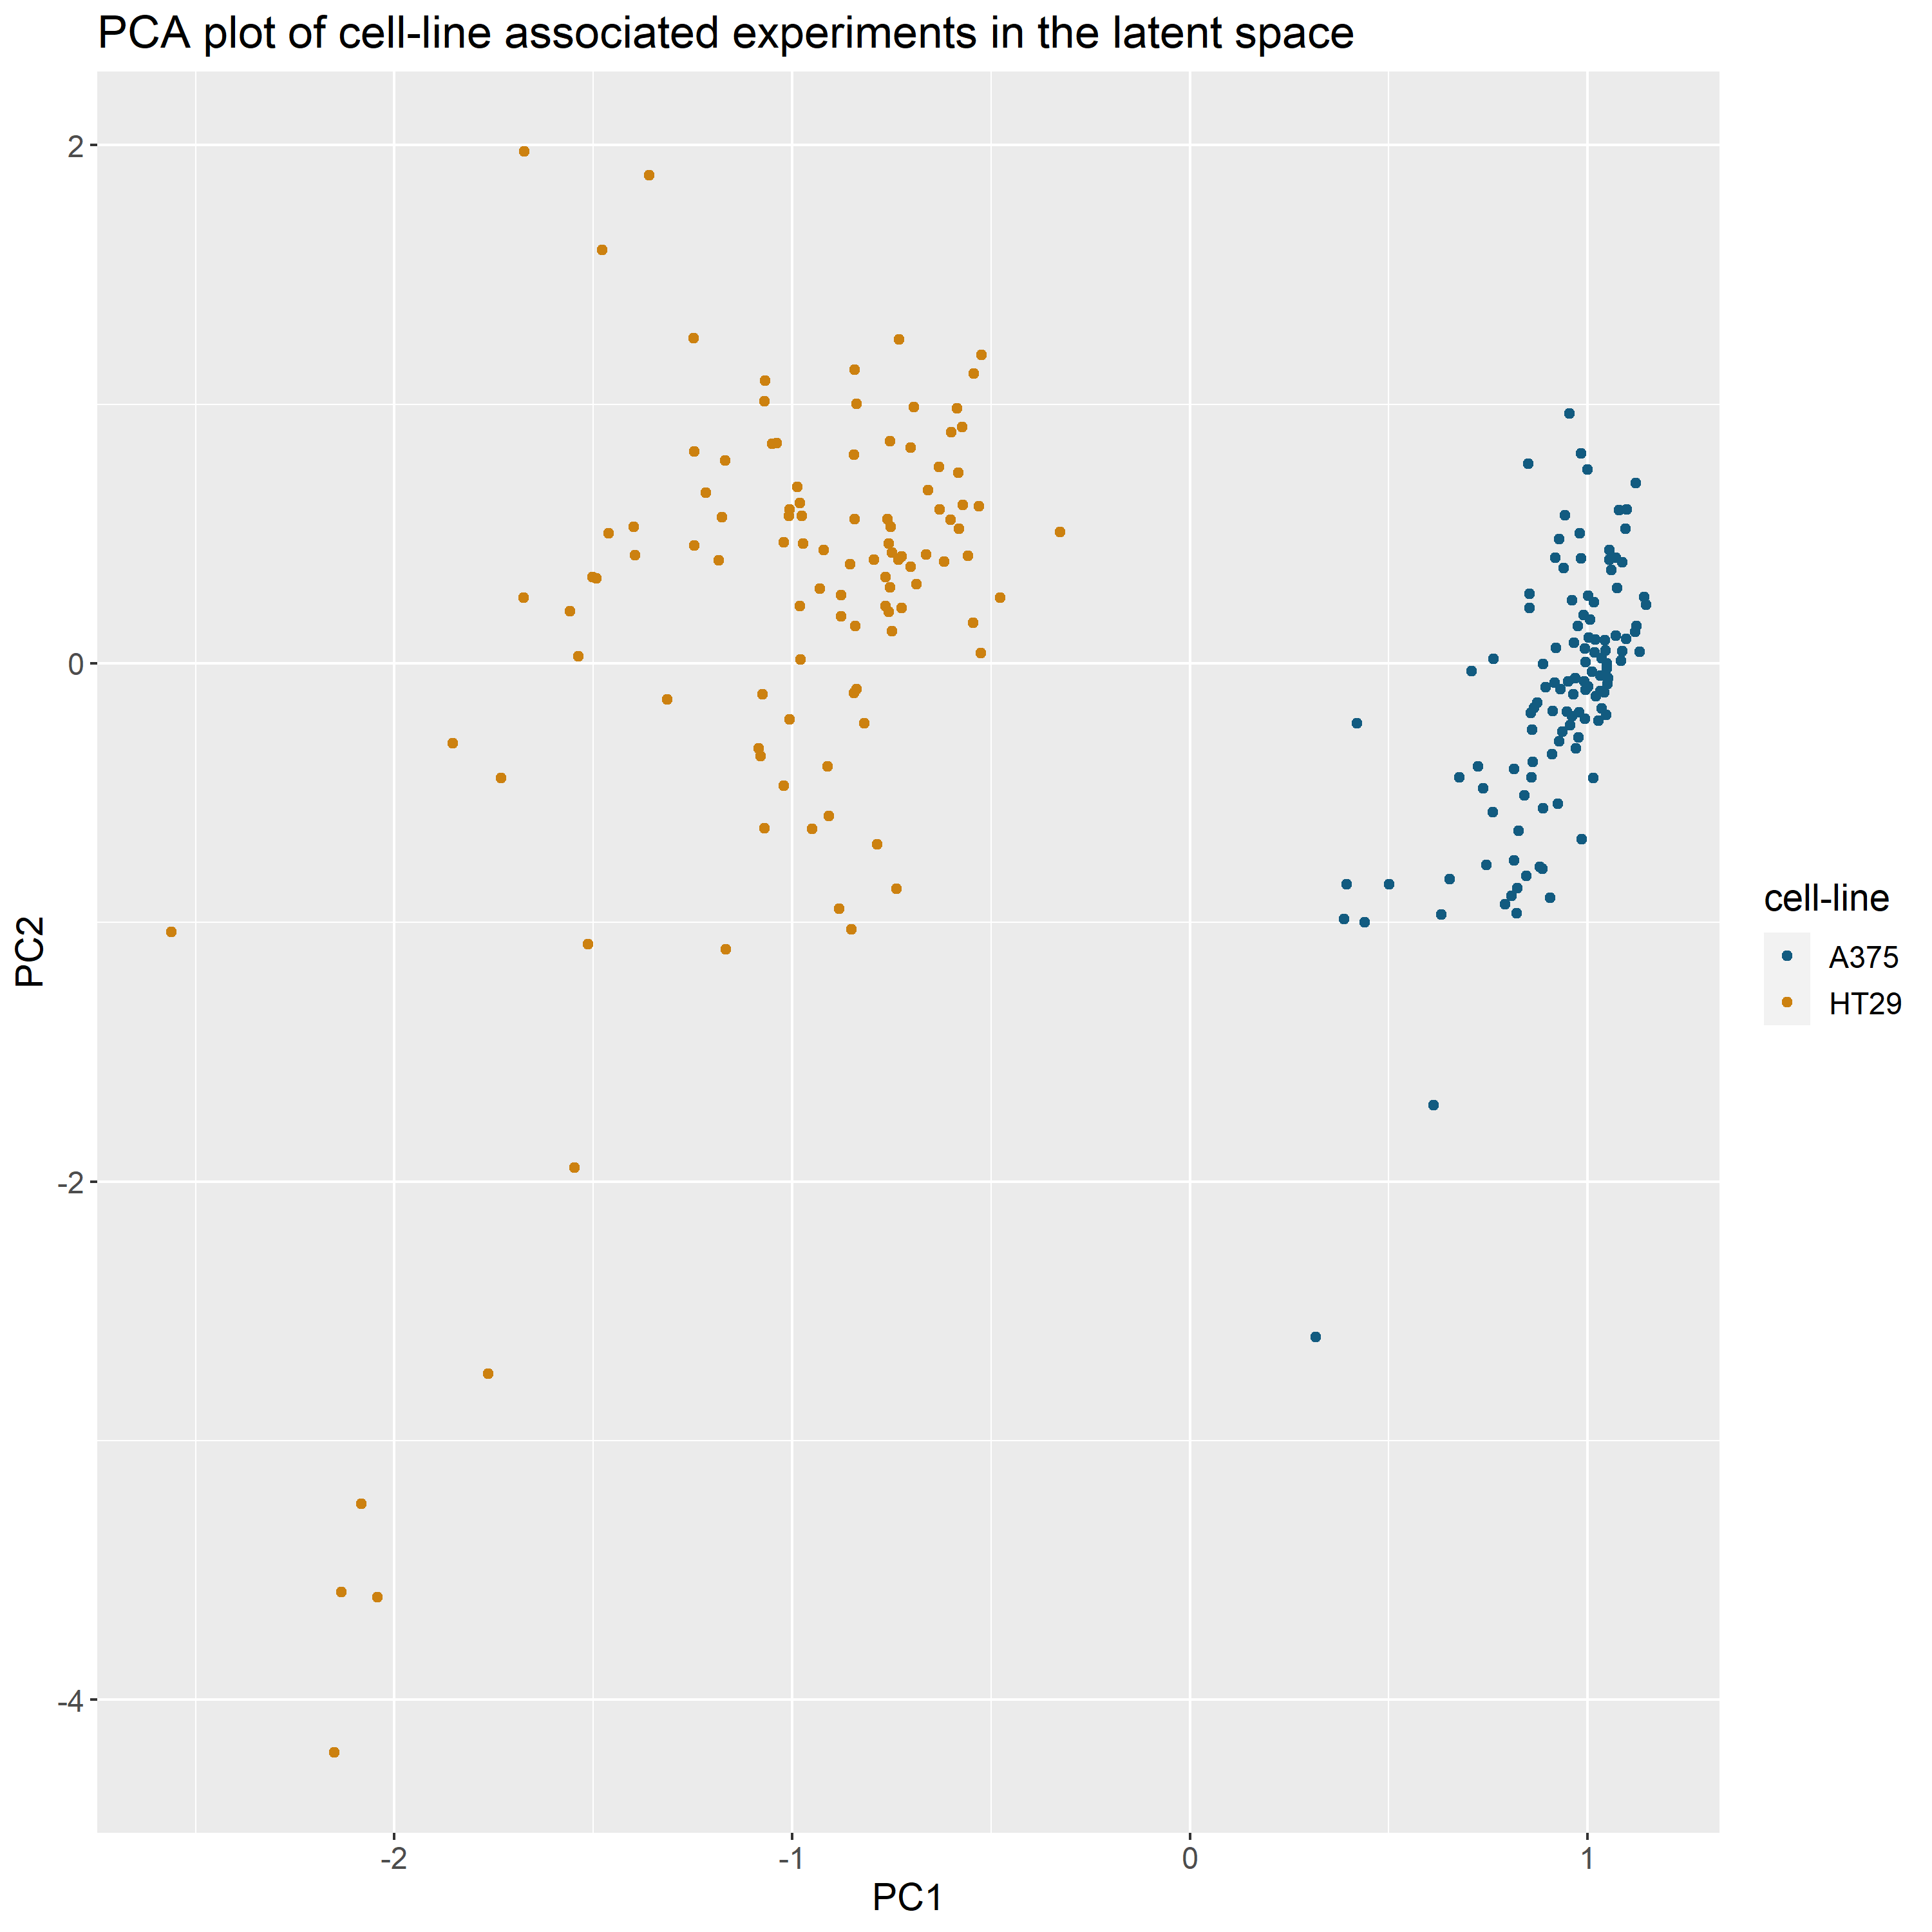 PCA plot of cell-line associated experiments in the latent space
2
0
-2
-4
PC2
-2
-1
0
1
PC1
cell-line
A375
HT29